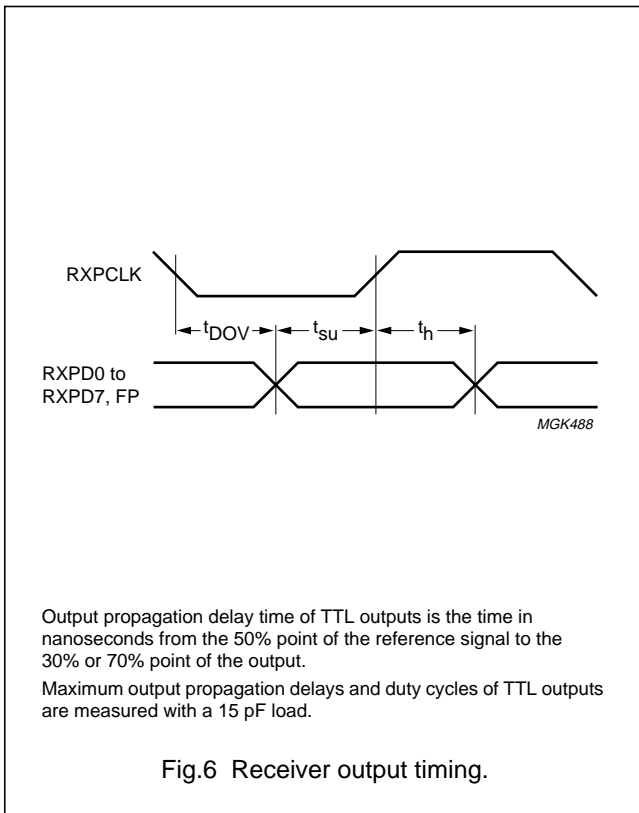 RXPCLK
tDOV tsu th
RXPD0 to
RXPD7, FP
MGK488
Output propagation delay time of TTL outputs is the time in
nanoseconds from the 50% point of the reference signal to the
30% or 70% point of the output.
Maximum output propagation delays and duty cycles of TTL outputs
are measured with a 15 pF load.
Fig.6 Receiver output timing.